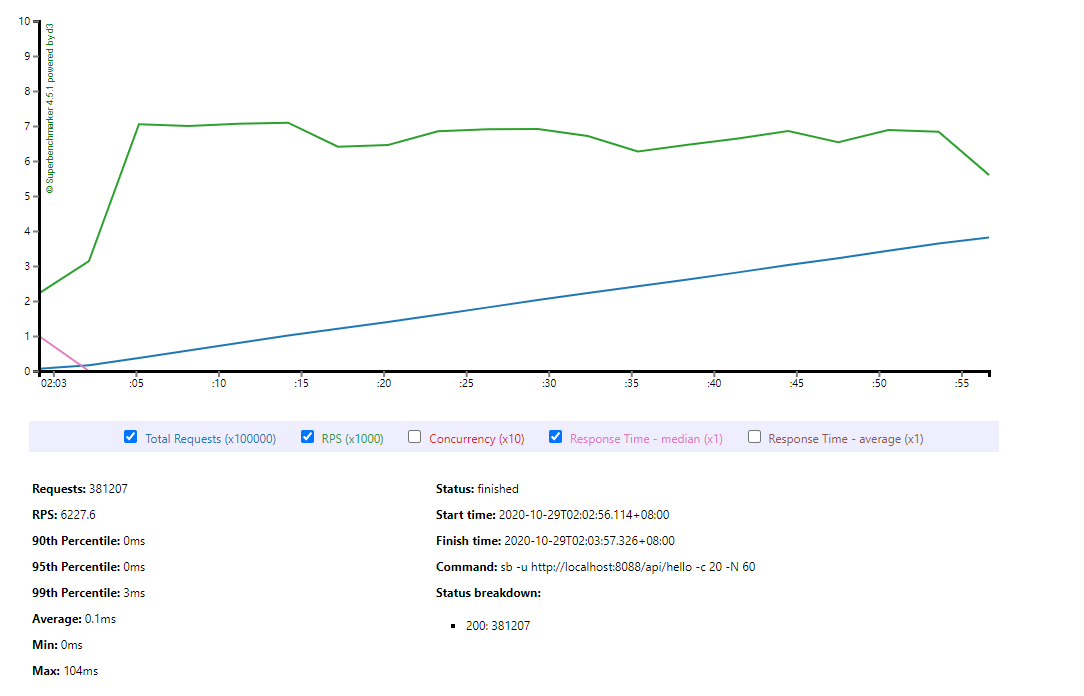 10
9
8
7
6
5
4
3
2
1
0
© Superbenchmarker 4.5.1 powered by d3
02:03 :05 :10 :15 :20 :25 :30 :35 :40 :45 :50 :55
Total Requests (x100000) RPS (x1000) Concurrency (x10) Response Time - median (x1) Response Time - average (x1)
Requests: 381207
RPS: 6227.6
90th Percentile: 0ms
95th Percentile: 0ms
99th Percentile: 3ms
Average: 0.1ms
Min: 0ms
Max: 104ms
Status: finished
Start time: 2020-10-29T02:02:56.114+08:00
Finish time: 2020-10-29T02:03:57.326+08:00
Command: sb -u http://localhost:8088/api/hello -c 20 -N 60
Status breakdown:
200: 381207